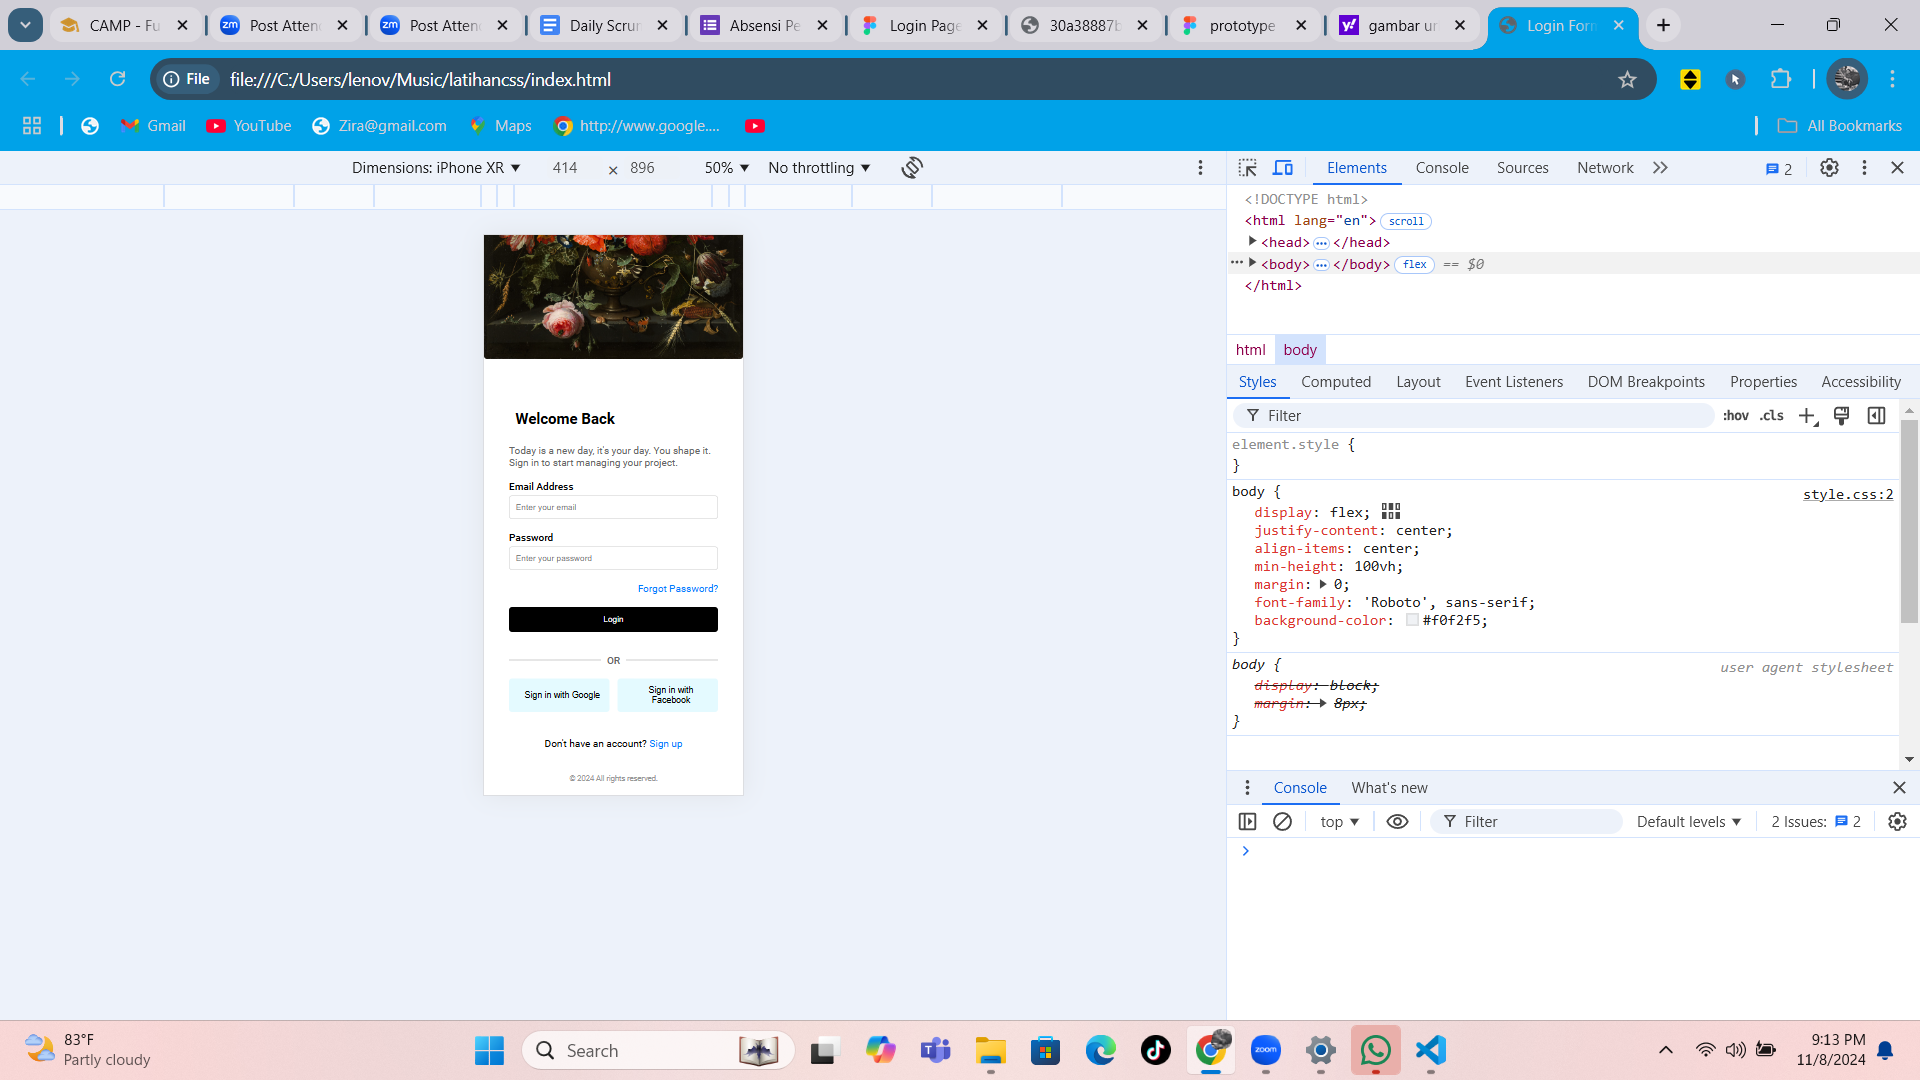 CAMP - Fu
Post Atten
Post Atten
Daily Scrum
Absensi Pe
Login Page
30a38887b
prototype
gambar un
Login Form
File
file:///C:/Users/lenov/Music/latihancss/index.html
Gmail
YouTube
Zira@gmail.com
Maps
http://www.google....
All Bookmarks
Dimensions: iPhone XR
414 × 896
50%
No throttling
Elements
Console
Sources
Network
2
<!DOCTYPE html>
<html lang="en"> scroll
<head> ••• </head>
••• <body> ••• </body> flex == $0
</html>
html body
Styles
Computed
Layout
Event Listeners
DOM Breakpoints
Properties
Accessibility
Filter
:hov .cls
element.style {
}
body {
style.css:2
display: flex;
justify-content: center;
align-items: center;
min-height: 100vh;
margin: 0;
font-family: 'Roboto', sans-serif;
background-color: #f0f2f5;
}
body {
user agent stylesheet
display: block;
margin: 8px;
}
Console
What's new
top
Filter
Default levels
2 Issues: 2
Welcome Back
Today is a new day, it's your day. You shape it.
Sign in to start managing your project.
Email Address
Enter your email
Password
Enter your password
Forgot Password?
Login
OR
Sign in with Google
Sign in with
Facebook
Don't have an account? Sign up
© 2024 All rights reserved.
83°F
Partly cloudy
Search
zoom
9:13 PM
11/8/2024